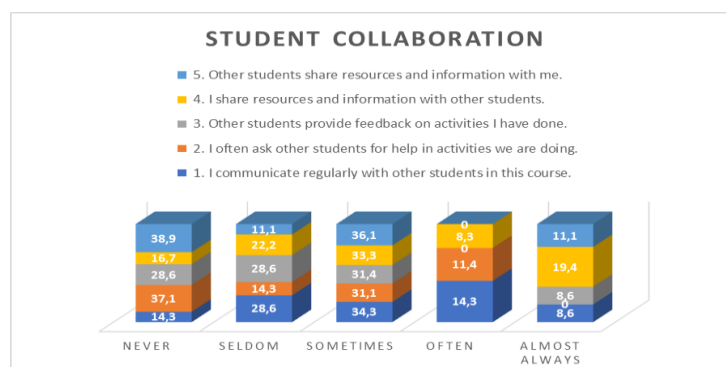 STUDENT COLLABORATION
5. Other students share resources and information with me.
4. I share resources and information with other students.
3. Other students provide feedback on activities I have done.
2. I often ask other students for help in activities we are doing.
1. I communicate regularly with other students in this course.
38,9 11,1 36,1 0 11,1
16,7 22,2 33,3 8,3 19,4
28,6 28,6 31,4 0 8,6
37,1 14,3 31,1 11,4 0
14,3 28,6 34,3 14,3 8,6
NEVER SELDOM SOMETIMES OFTEN ALMOST
ALWAYS